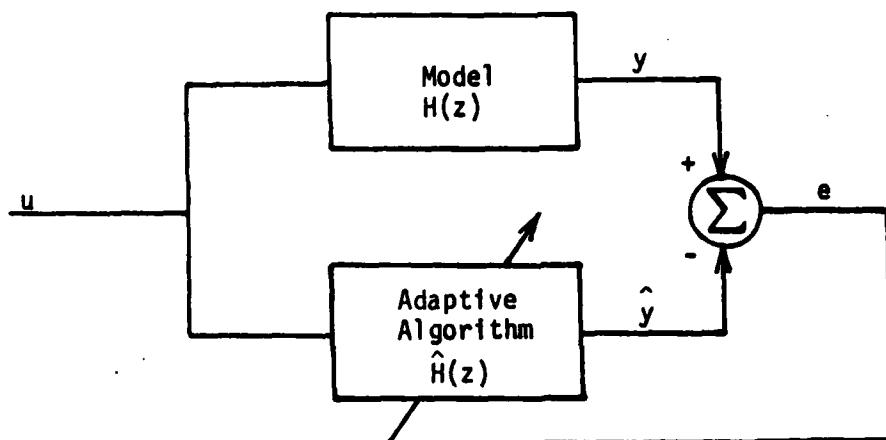 Model
H(z)
y
+
Σ
e
u
-
Adaptive
Algorithm
Ĥ(z)
ŷ